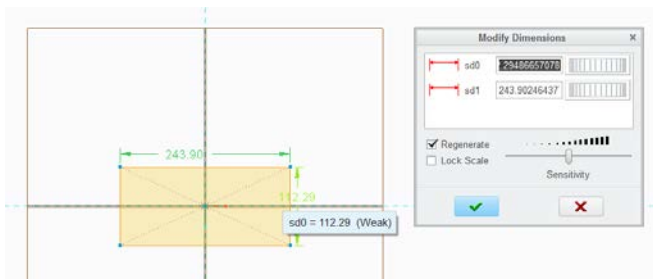 Modify Dimensions
sd0 .29486657078
sd1 243.90246437
Regenerate
Lock Scale
Sensitivity
243.90
112.29
sd0 = 112.29 (Weak)